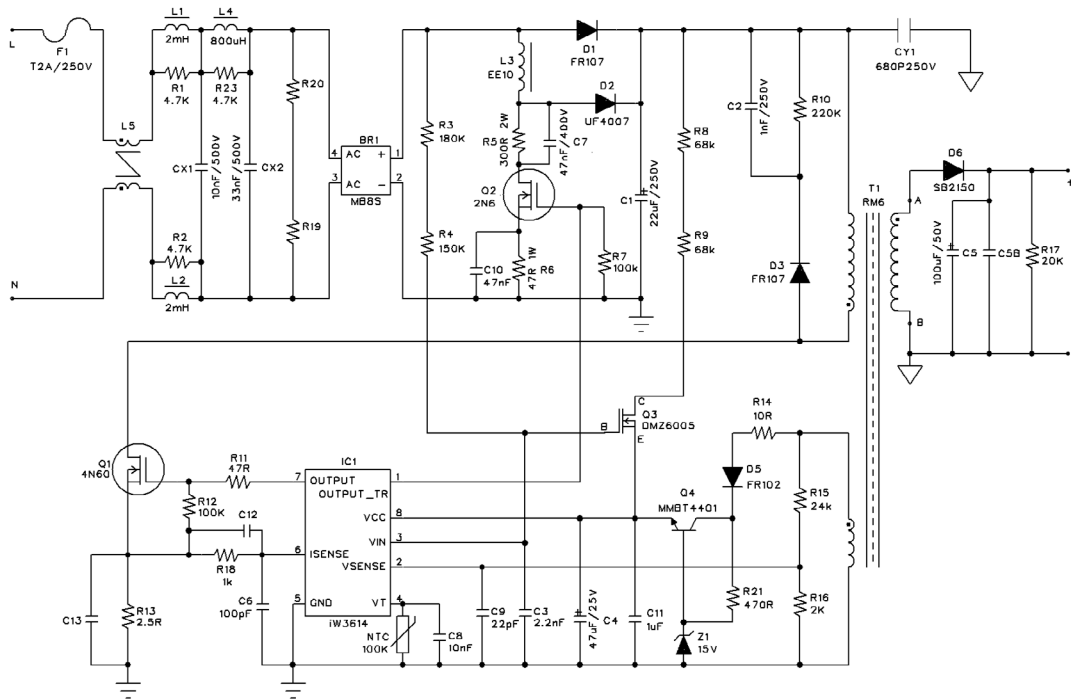 L
F1
T2A/250V
L1
2mH
L4
800uH
R1
4.7K
R23
4.7K
L5
CX1
10nF/500V
33nF/500V
CX2
R20
R19
R2
4.7K
L2
2mH
N
BR1
4 AC + 1
3 AC - 2
MB8S
R3
180K
R4
150K
L3
EE10
D1
FR107
D2
UF4007
R5
300R 2W
C7
47nF/400V
Q2
2N6
C10
47nF
47R 1W
R6
R7
100k
C1
22uF/250V
R8
68k
R9
68k
C2
1nF/250V
R10
220K
D3
FR107
CY1
680P250V
T1
RM6
D6
SB2150
A
B
100uF/50V
C5
C5B
R17
20K
+
+
Q3
DMZ6005
C
B
E
R14
10R
D5
FR102
Q4
MMBT4401
R15
24k
R16
2K
R21
470R
Z1
15V
Q1
4N60
R11
47R
R12
100K
C12
R18
1k
C6
100pF
C13
R13
2.5R
IC1
7 OUTPUT
OUTPUT_TR 1
VCC 8
VIN 3
6 ISENSE
VSENSE 2
5 GND
VT 4
iW3614
NTC
100K
C8
10nF
C9
22pF
C3
2.2nF
47uF/25V
C4
C11
1uF